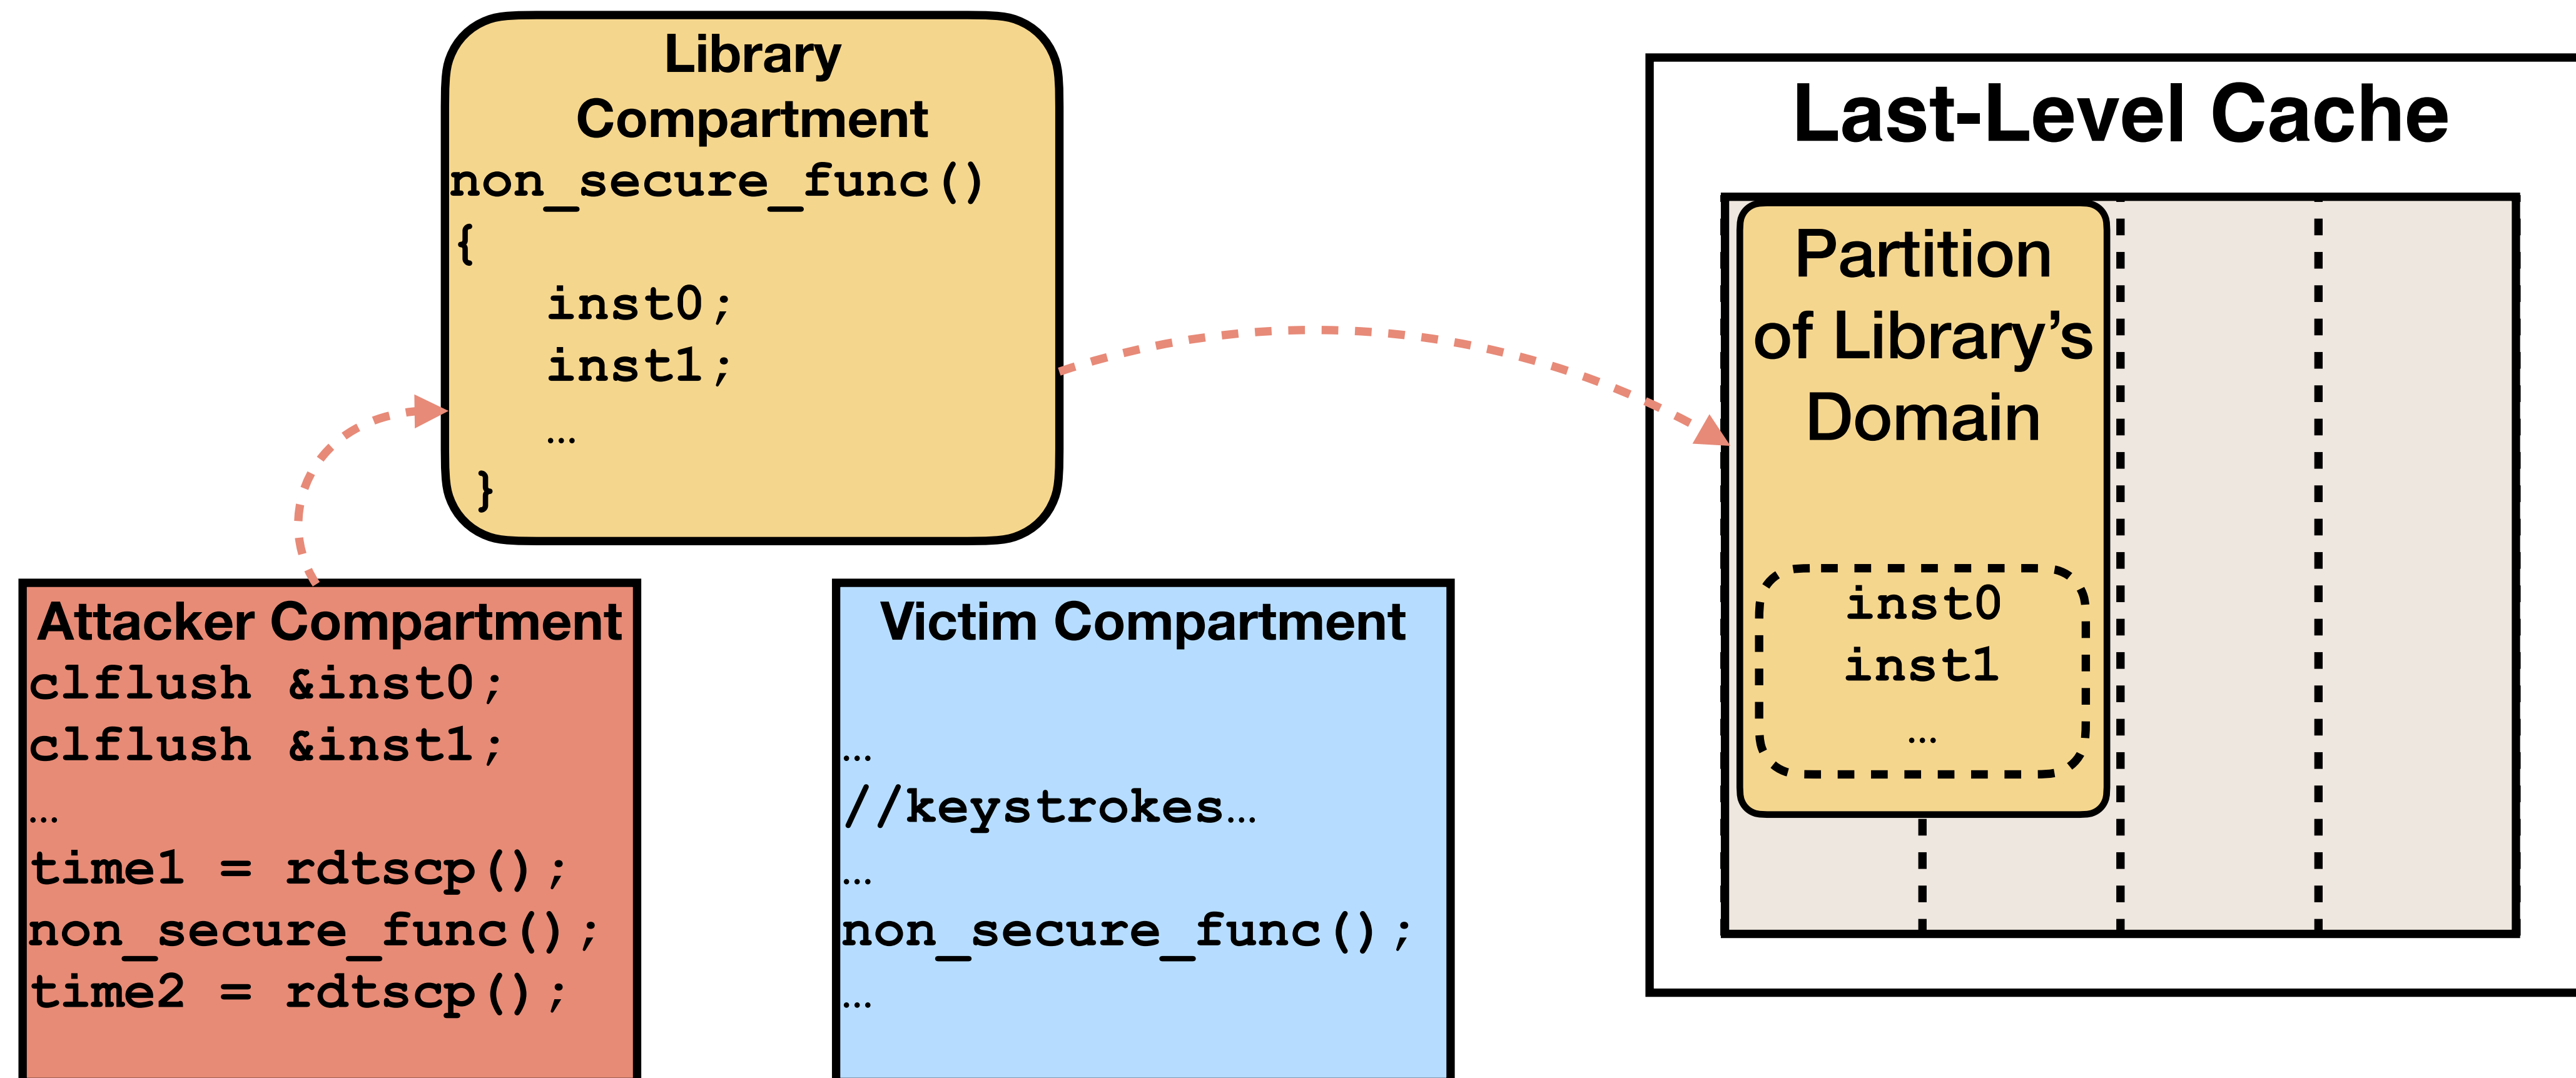 Library
Compartment
non_secure_func()
{
inst0;
inst1;
…
}
Attacker Compartment
clflush &inst0;
clflush &inst1;
…
time1 = rdtscp();
non_secure_func();
time2 = rdtscp();
Victim Compartment
…
//keystrokes…
…
non_secure_func();
…
Last-Level Cache
Partition
of Library’s
Domain
inst0
inst1
…